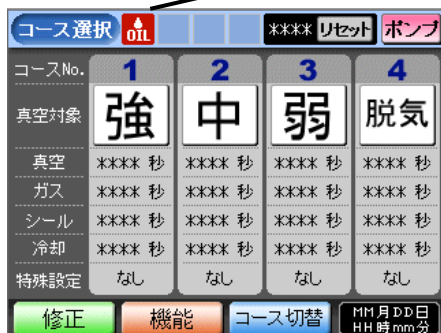 コース選択 OIL **** リセット ポンプ
コースNo. 1 2 3 4
真空対象 強 中 弱 脱気
真空 **** 秒 **** 秒 **** 秒 **** 秒
ガス **** 秒 **** 秒 **** 秒 **** 秒
シール **** 秒 **** 秒 **** 秒 **** 秒
冷却 **** 秒 **** 秒 **** 秒 **** 秒
特殊設定 なし なし なし なし
修正 機能 コース切替 MM月DD日
HH時mm分